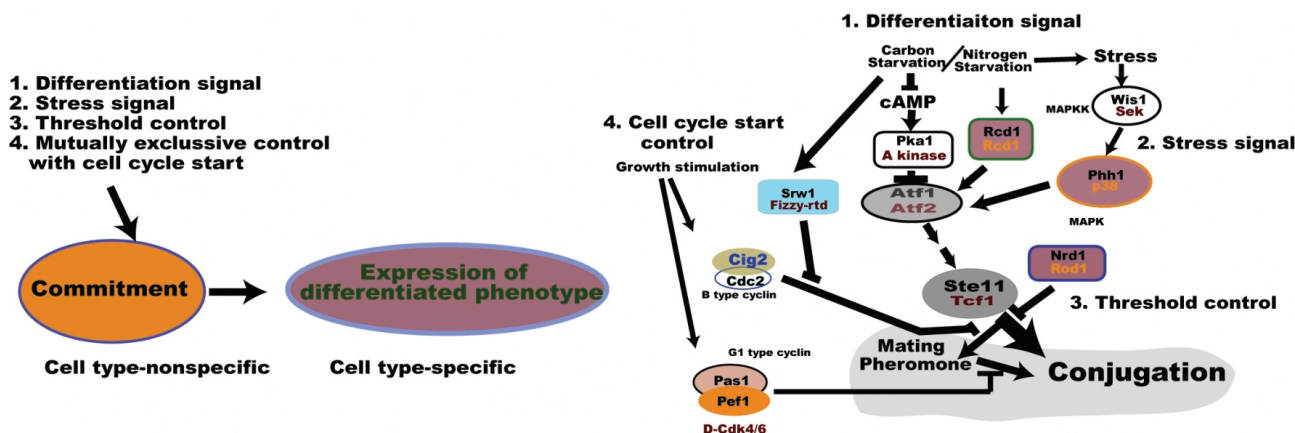 1. Differentiation signal
2. Stress signal
3. Threshold control
4. Mutually exclussive control
with cell cycle start
Commitment
Expression of
differentiated phenotype
Cell type-nonspecific
Cell type-specific
1. Differentiaiton signal
Carbon
Starvation
/
Nitrogen
Starvation
Stress
cAMP
MAPKK
Wis1
Sek
4. Cell cycle start
control
Growth stimulation
Pka1
A kinase
Rcd1
Rcd1
2. Stress signal
Phh1
p38
MAPK
Srw1
Fizzy-rtd
Atf1
Atf2
Cig2
Cdc2
B type cyclin
Nrd1
Rod1
Ste11
Tcf1
3. Threshold control
G1 type cyclin
Mating
Pheromone
Conjugation
Pas1
Pef1
D-Cdk4/6